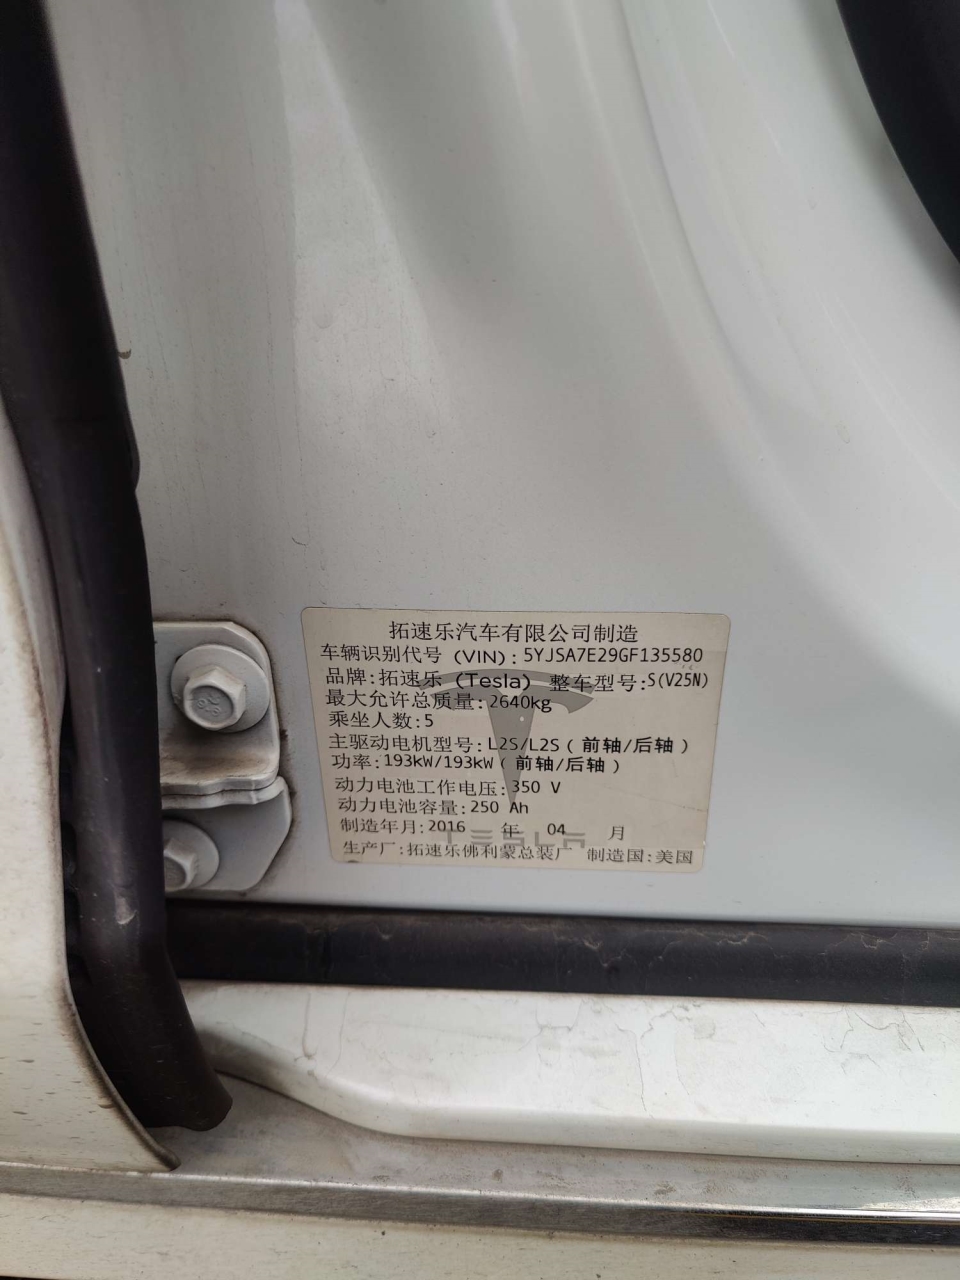 拓速乐汽车有限公司制造
车辆识别代号 (VIN): 5YJSA7E29GF135580
品牌:拓速乐 (Tesla) 整车型号:S(V25N)
最大允许总质量:2640kg
乘坐人数:5
主驱动电机型号: L2S/L2S ( 前轴/后轴 )
功率:193kW/193kW ( 前轴/后轴 )
动力电池工作电压:350 V
动力电池容量:250 Ah
制造年月:2016 年 04 月
TESLA
生产厂:拓速乐佛利蒙总装厂 制造国:美国